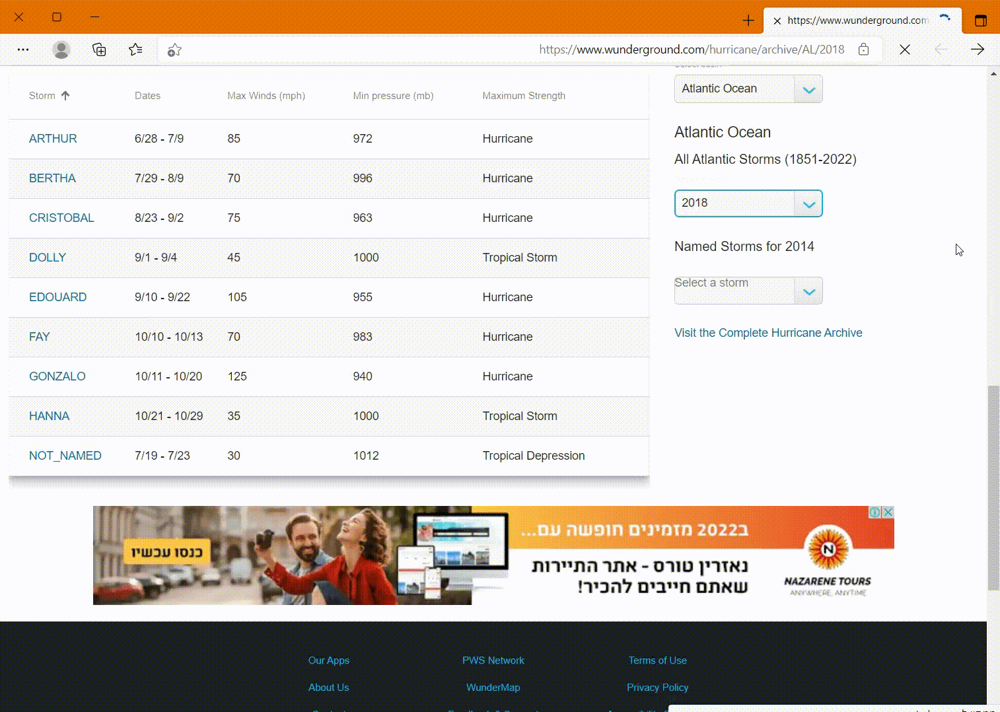 https://www.wunderground.com
https://www.wunderground.com/hurricane/archive/AL/2018
Storm Dates Max Winds (mph) Min pressure (mb) Maximum Strength
ARTHUR 6/28 - 7/9 85 972 Hurricane
BERTHA 7/29 - 8/9 70 996 Hurricane
CRISTOBAL 8/23 - 9/2 75 963 Hurricane
DOLLY 9/1 - 9/4 45 1000 Tropical Storm
EDOUARD 9/10 - 9/22 105 955 Hurricane
FAY 10/10 - 10/13 70 983 Hurricane
GONZALO 10/11 - 10/20 125 940 Hurricane
HANNA 10/21 - 10/29 35 1000 Tropical Storm
NOT_NAMED 7/19 - 7/23 30 1012 Tropical Depression
Atlantic Ocean
Atlantic Ocean
All Atlantic Storms (1851-2022)
2018
Named Storms for 2014
Select a storm
Visit the Complete Hurricane Archive
כנסו עכשיו
ב2022 מזמינים חופשה עם...
נאזרין טורס - אתר התיירות
שאתם חייבים להכיר!
N
NAZARENE TOURS
ANYWHERE, ANYTIME
Our Apps PWS Network Terms of Use
About Us WunderMap Privacy Policy